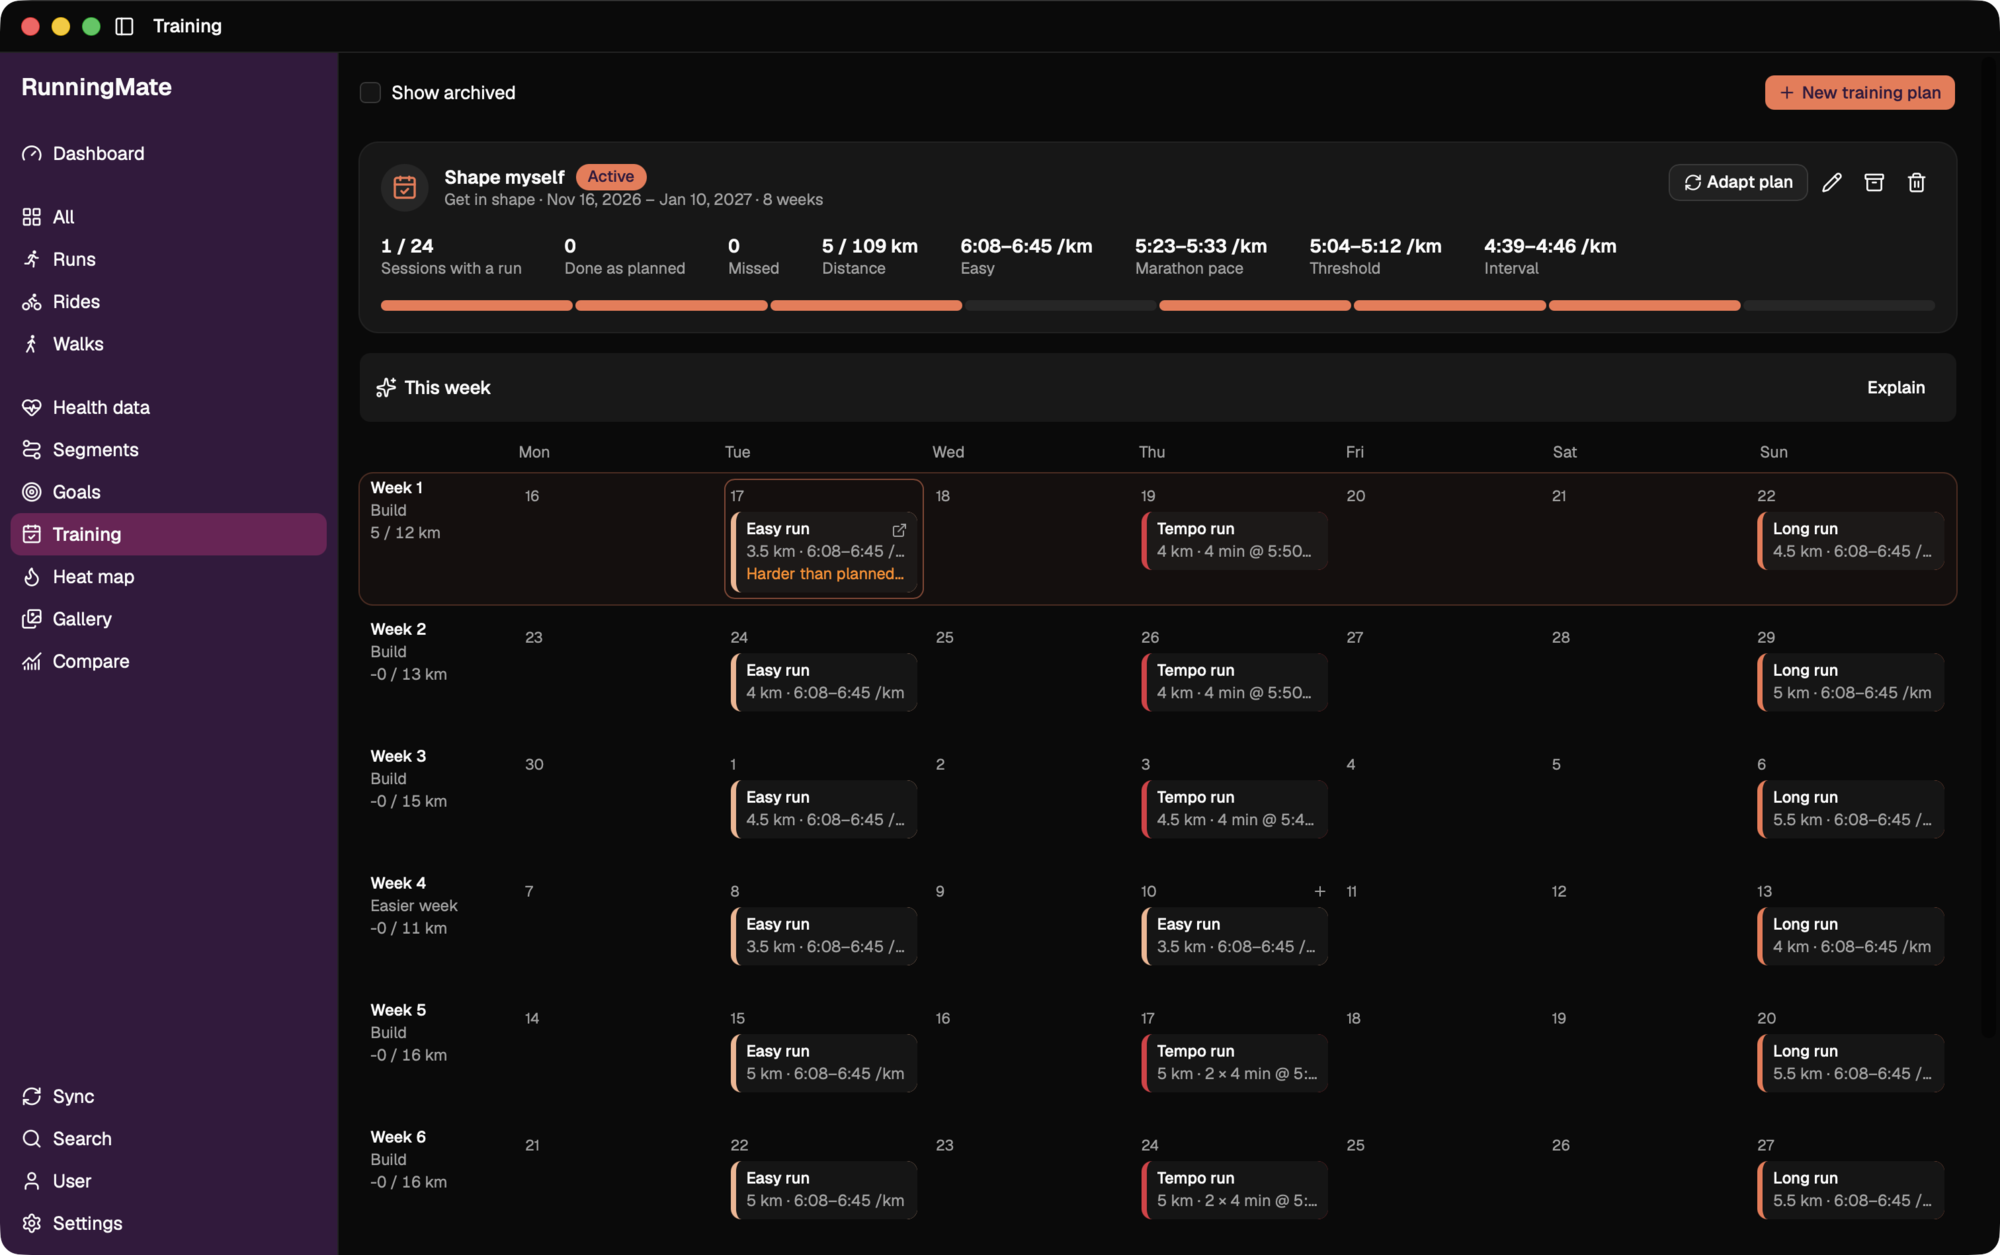 Training
RunningMate
Dashboard
All
Runs
Rides
Walks
Health data
Segments
Goals
Training
Heat map
Gallery
Compare
Sync
Search
User
Settings
Show archived
+ New training plan
Shape myself Active
Get in shape · Nov 16, 2026 – Jan 10, 2027 · 8 weeks
Adapt plan
1 / 24
Sessions with a run
0
Done as planned
0
Missed
5 / 109 km
Distance
6:08–6:45 /km
Easy
5:23–5:33 /km
Marathon pace
5:04–5:12 /km
Threshold
4:39–4:46 /km
Interval
This week
Explain
Mon Tue Wed Thu Fri Sat Sun
Week 1
Build
5 / 12 km
16
17
Easy run
3.5 km · 6:08–6:45 /...
Harder than planned...
18
19
Tempo run
4 km · 4 min @ 5:50...
20
21
22
Long run
4.5 km · 6:08–6:45 /...
Week 2
Build
-0 / 13 km
23
24
Easy run
4 km · 6:08–6:45 /km
25
26
Tempo run
4 km · 4 min @ 5:50...
27
28
29
Long run
5 km · 6:08–6:45 /km
Week 3
Build
-0 / 15 km
30
1
Easy run
4.5 km · 6:08–6:45 /...
2
3
Tempo run
4.5 km · 4 min @ 5:4...
4
5
6
Long run
5.5 km · 6:08–6:45 /...
Week 4
Easier week
-0 / 11 km
7
8
Easy run
3.5 km · 6:08–6:45 /...
9
10 +
Easy run
3.5 km · 6:08–6:45 /...
11
12
13
Long run
4 km · 6:08–6:45 /km
Week 5
Build
-0 / 16 km
14
15
Easy run
5 km · 6:08–6:45 /km
16
17
Tempo run
5 km · 2 × 4 min @ 5:...
18
19
20
Long run
5.5 km · 6:08–6:45 /...
Week 6
Build
-0 / 16 km
21
22
Easy run
5 km · 6:08–6:45 /km
23
24
Tempo run
5 km · 2 × 4 min @ 5:...
25
26
27
Long run
5.5 km · 6:08–6:45 /...